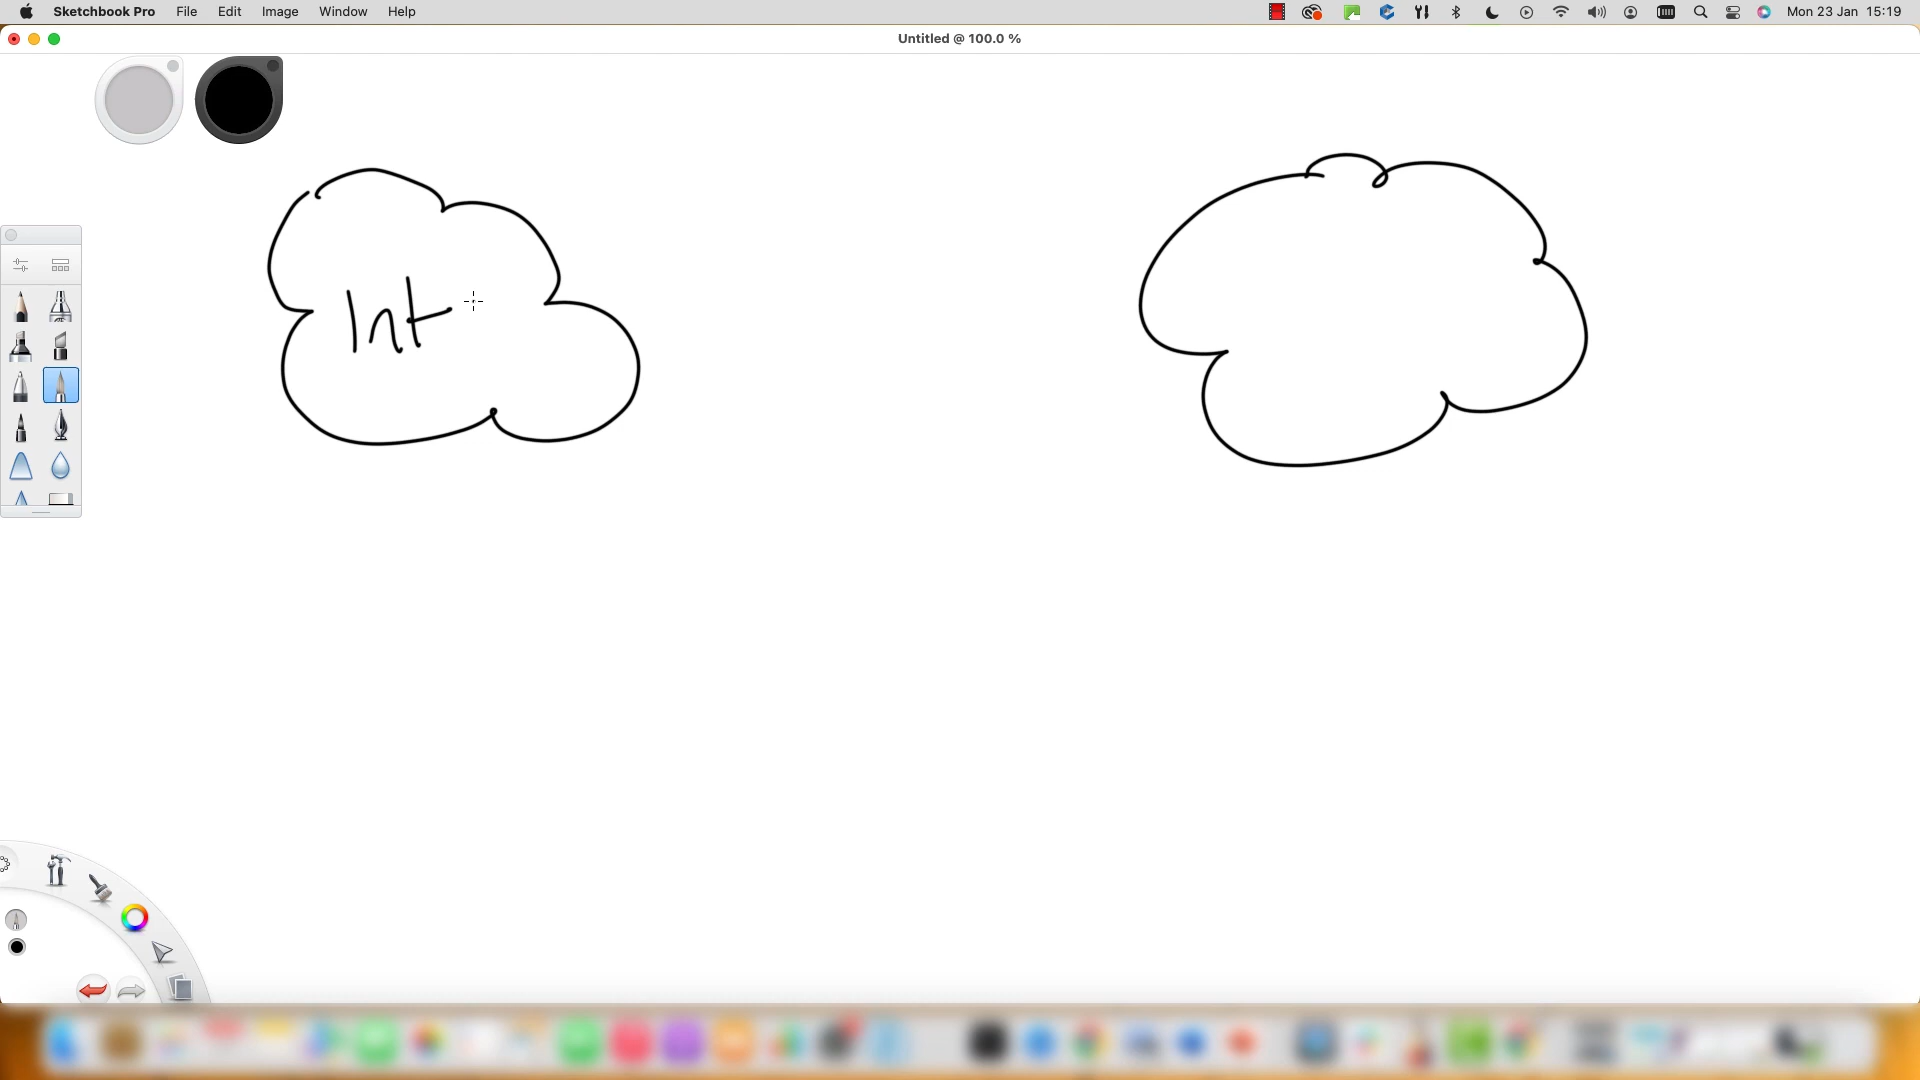 Sketchbook Pro File Edit Image Window Help Mon 23 Jan 15:19
Untitled @ 100.0 %
Int